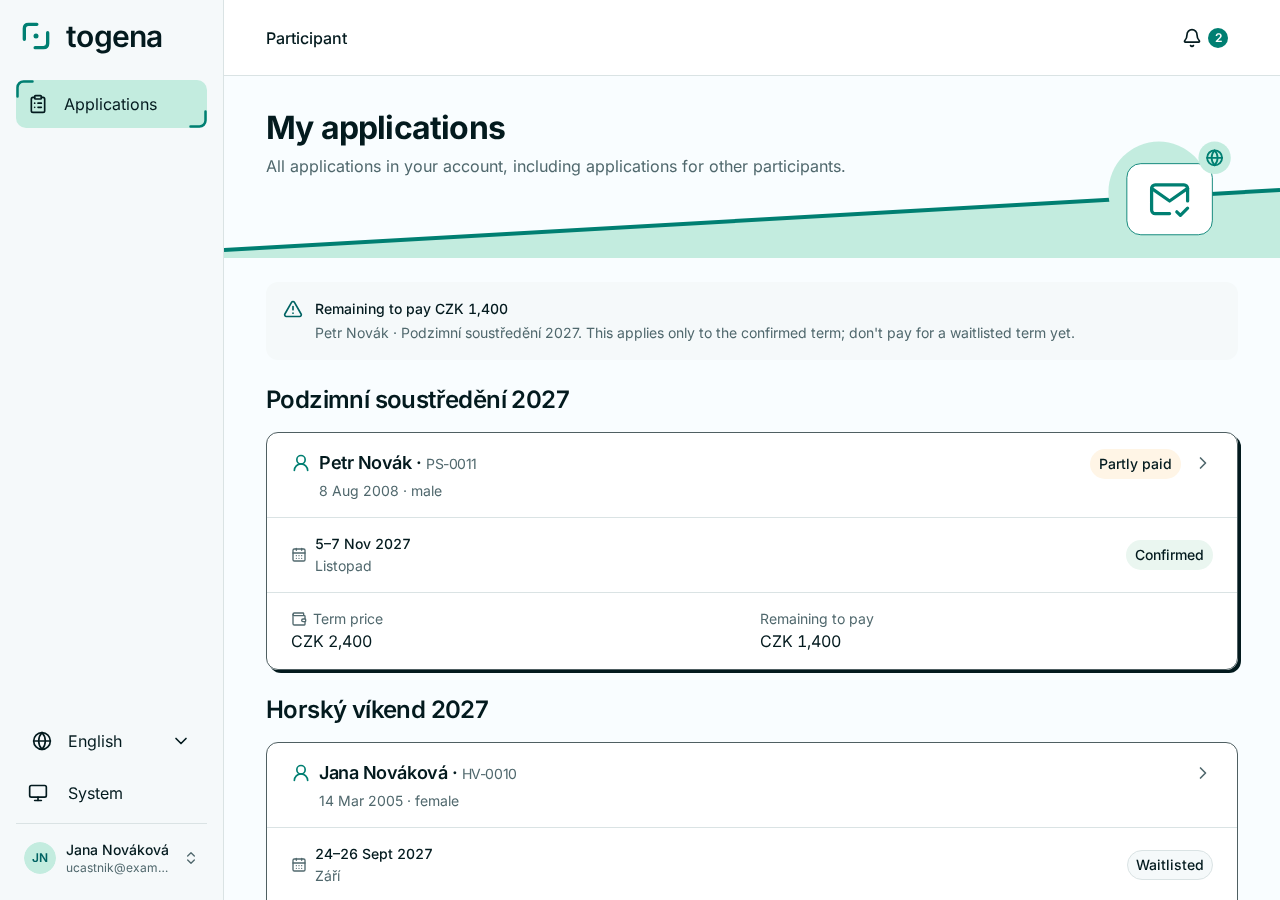 togena
Participant
2
Applications
My applications
All applications in your account, including applications for other participants.
Remaining to pay CZK 1,400
Petr Novák · Podzimní soustředění 2027. This applies only to the confirmed term; don't pay for a waitlisted term yet.
Podzimní soustředění 2027
Petr Novák · PS-0011
Partly paid
8 Aug 2008 · male
5–7 Nov 2027
Listopad
Confirmed
Term price
CZK 2,400
Remaining to pay
CZK 1,400
Horský víkend 2027
Jana Nováková · HV-0010
14 Mar 2005 · female
24–26 Sept 2027
Září
Waitlisted
English
System
JN
Jana Nováková
ucastnik@exam...